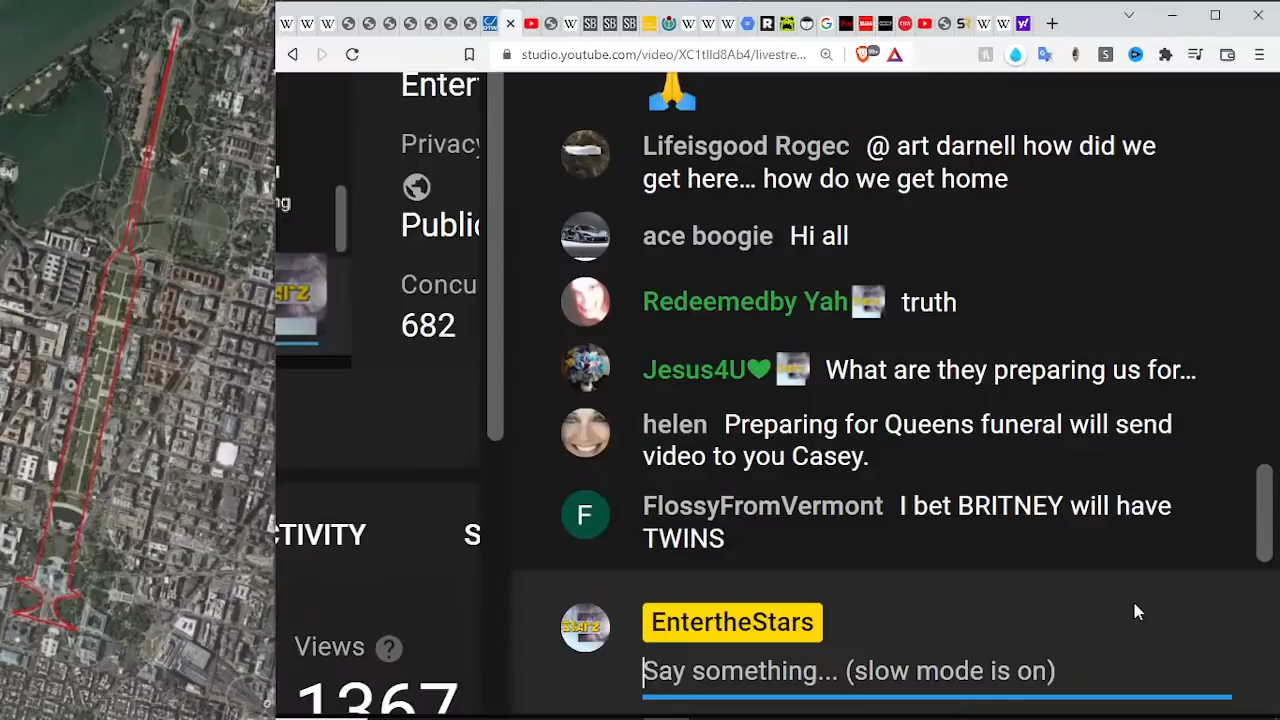 studio.youtube.com/video/XC1tlld8Ab4/livestre...
99+
Enter
Privacy
ng
Public
Concu
682
CTIVITY
S
Views
1367
Lifeisgood Rogec @ art darnell how did we
get here... how do we get home
ace boogie Hi all
Redeemedby Yah truth
Jesus4U What are they preparing us for...
helen Preparing for Queens funeral will send
video to you Casey.
F
FlossyFromVermont I bet BRITNEY will have
TWINS
EntertheStars
Say something... (slow mode is on)